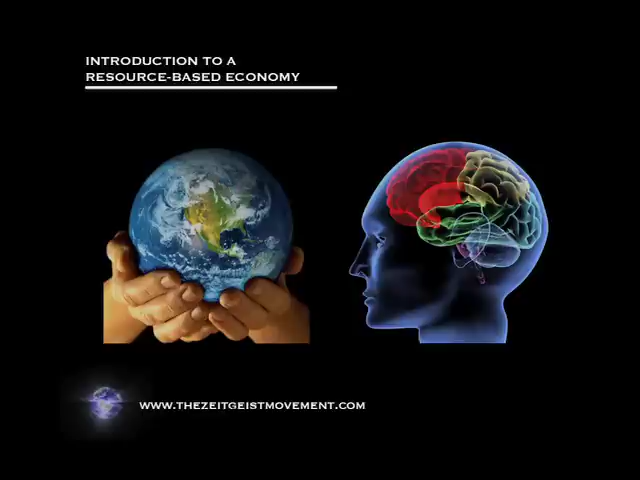 INTRODUCTION TO A
RESOURCE-BASED ECONOMY
WWW.THEZEITGEISTMOVEMENT.COM